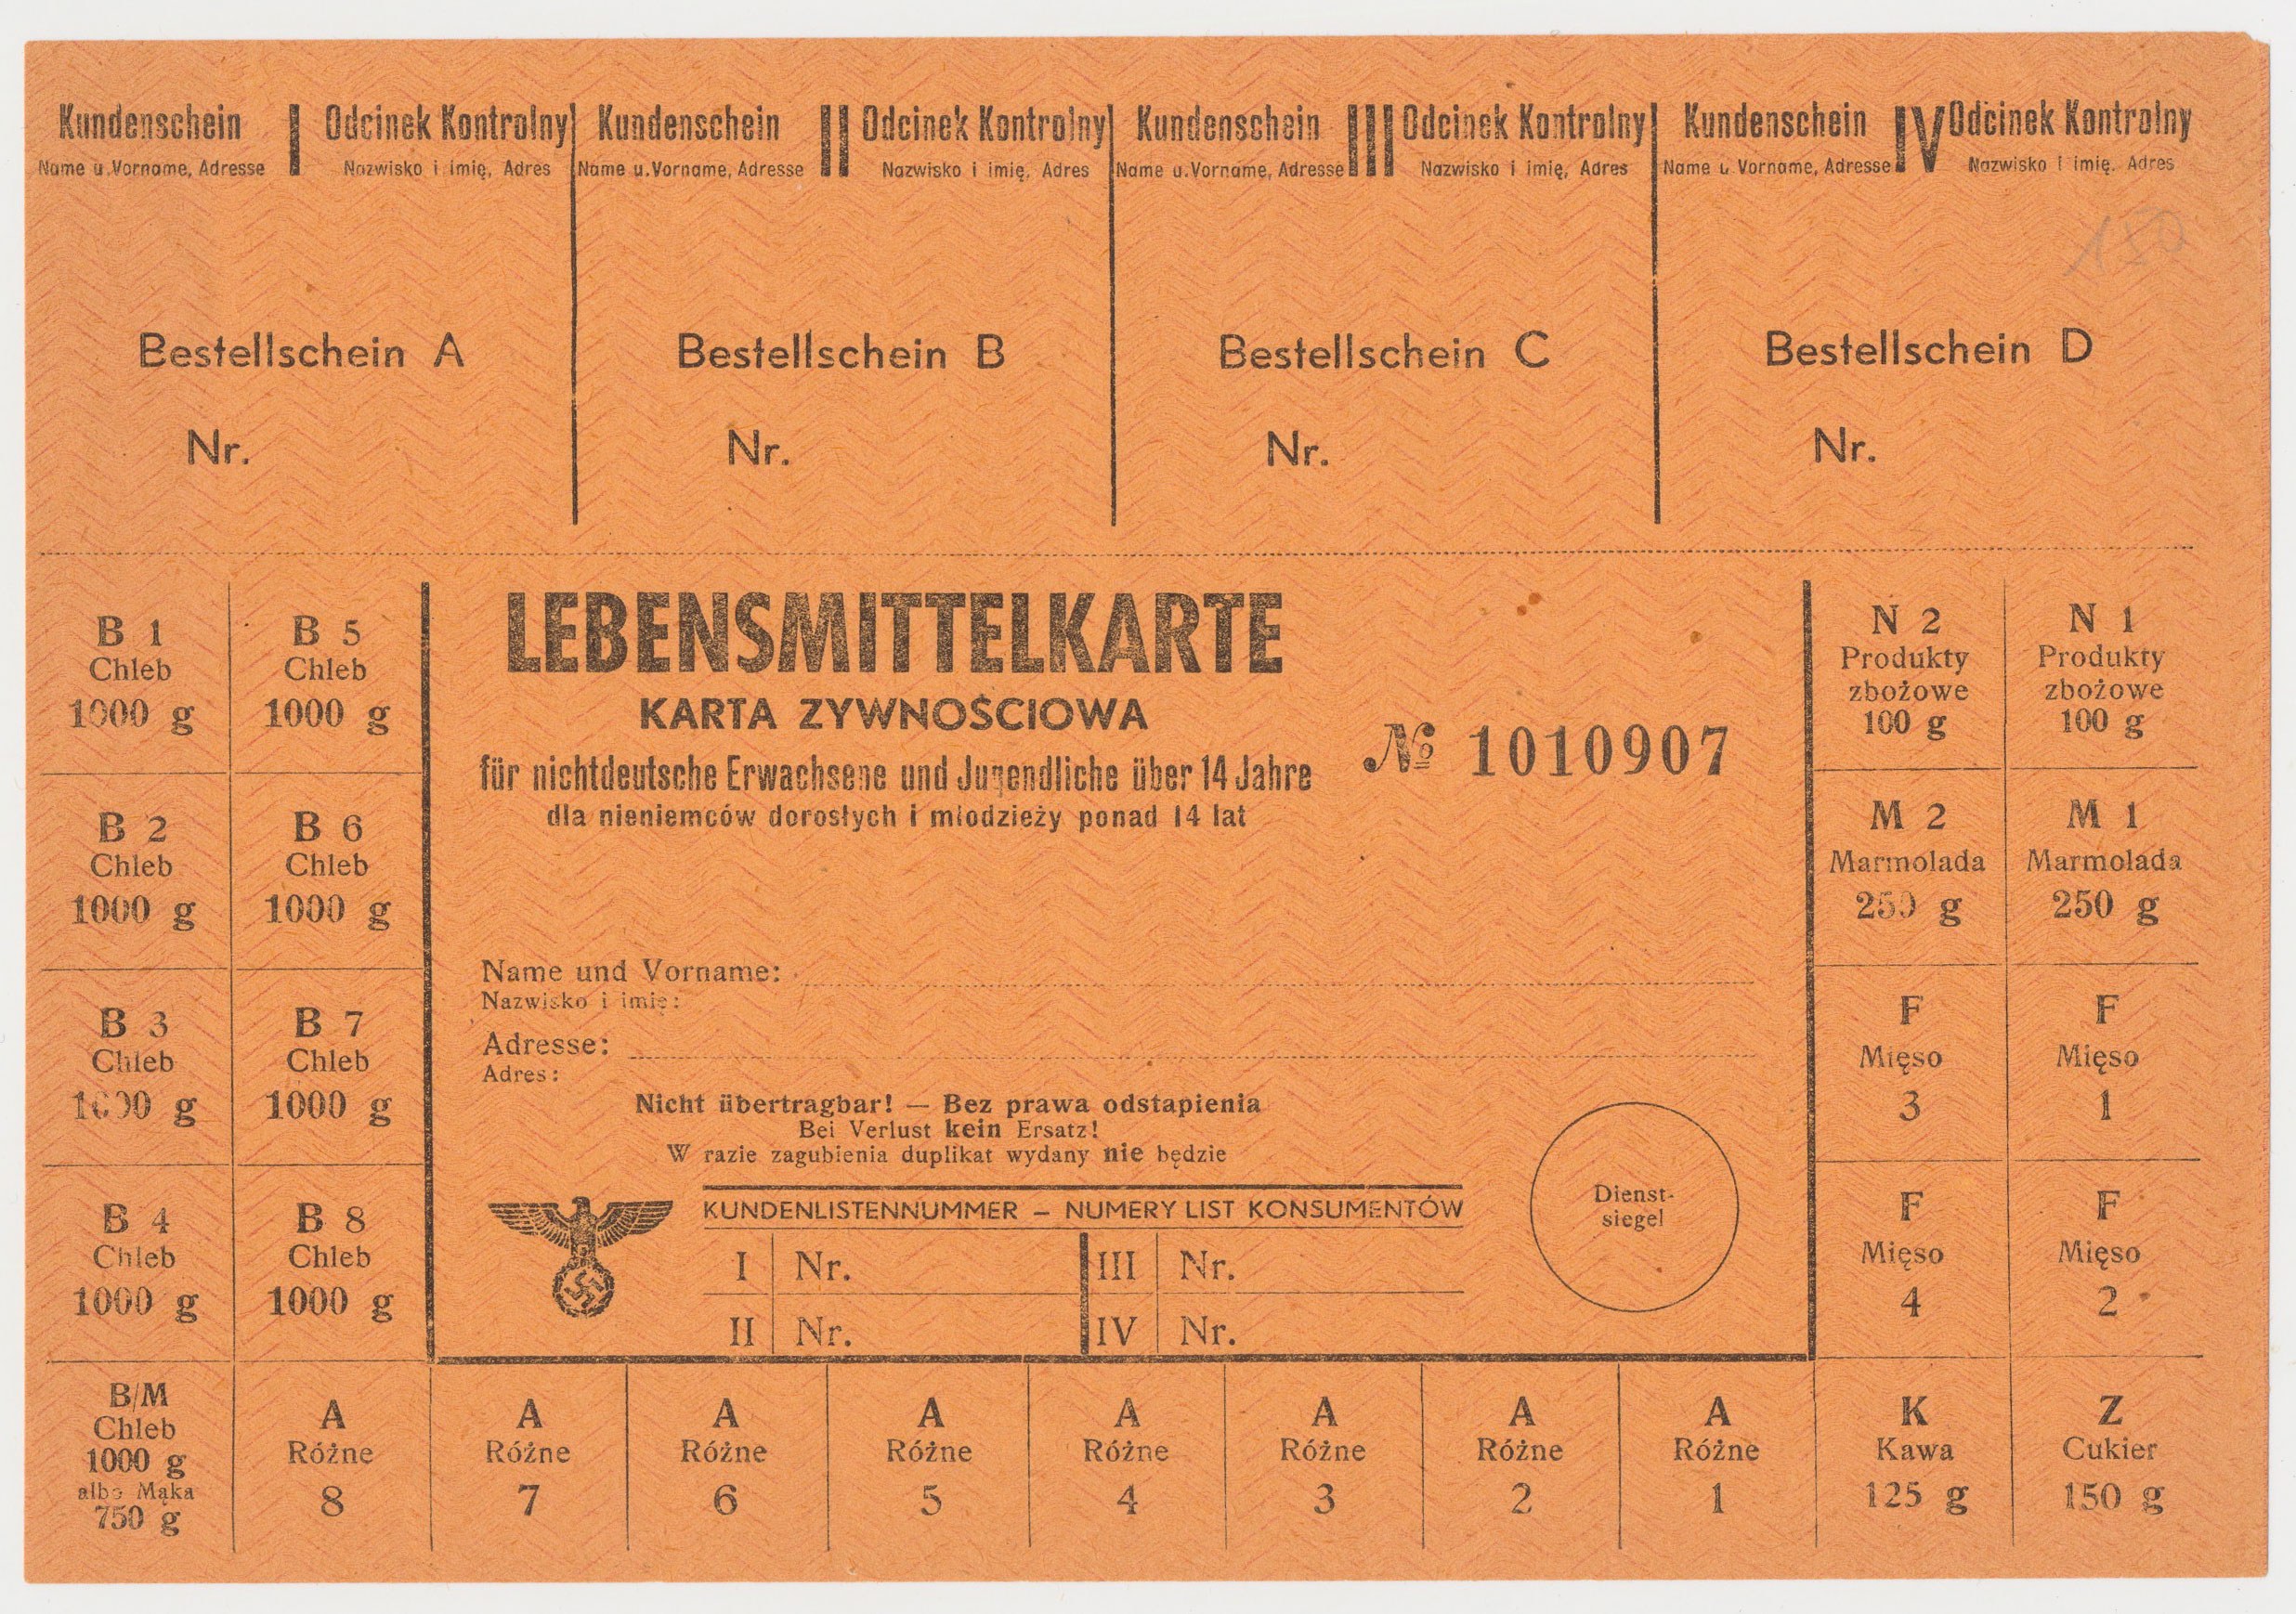 Kundenschein I Odcinek Kontrolny
Name u. Vorname, Adresse Nazwisko i imię, Adres
Bestellschein A
Nr.
Kundenschein II Odcinek Kontrolny
Name u. Vorname, Adresse Nazwisko i imię, Adres
Bestellschein B
Nr.
Kundenschein III Odcinek Kontrolny
Name u. Vorname, Adresse Nazwisko i imię, Adres
Bestellschein C
Nr.
Kundenschein IV Odcinek Kontrolny
Name u. Vorname, Adresse Nazwisko i imię, Adres
150
Bestellschein D
Nr.
B 1
Chleb
1000 g
B 5
Chleb
1000 g
B 2
Chleb
1000 g
B 6
Chleb
1000 g
B 3
Chleb
1000 g
B 7
Chleb
1000 g
B 4
Chleb
1000 g
B 8
Chleb
1000 g
LEBENSMITTELKARTE
KARTA ZYWNOŚCIOWA
für nichtdeutsche Erwachsene und Jugendliche über 14 Jahre
dla nieniemców dorosłych i młodzieży ponad 14 lat
№ 1010907
Name und Vorname:
Nazwisko i imię:
Adresse:
Adres:
Nicht übertragbar! — Bez prawa odstapienia
Bei Verlust kein Ersatz!
W razie zagubienia duplikat wydany nie będzie
KUNDENLISTENNUMMER – NUMERY LIST KONSUMENTÓW
I Nr. III Nr.
II Nr. IV Nr.
Dienst-
siegel
N 2
Produkty
zbożowe
100 g
N 1
Produkty
zbożowe
100 g
M 2
Marmolada
250 g
M 1
Marmolada
250 g
F
Mięso
3
F
Mięso
1
F
Mięso
4
F
Mięso
2
B/M
Chleb
1000 g
albo Mąka
750 g
A
Różne
8
A
Różne
7
A
Różne
6
A
Różne
5
A
Różne
4
A
Różne
3
A
Różne
2
A
Różne
1
K
Kawa
125 g
Z
Cukier
150 g